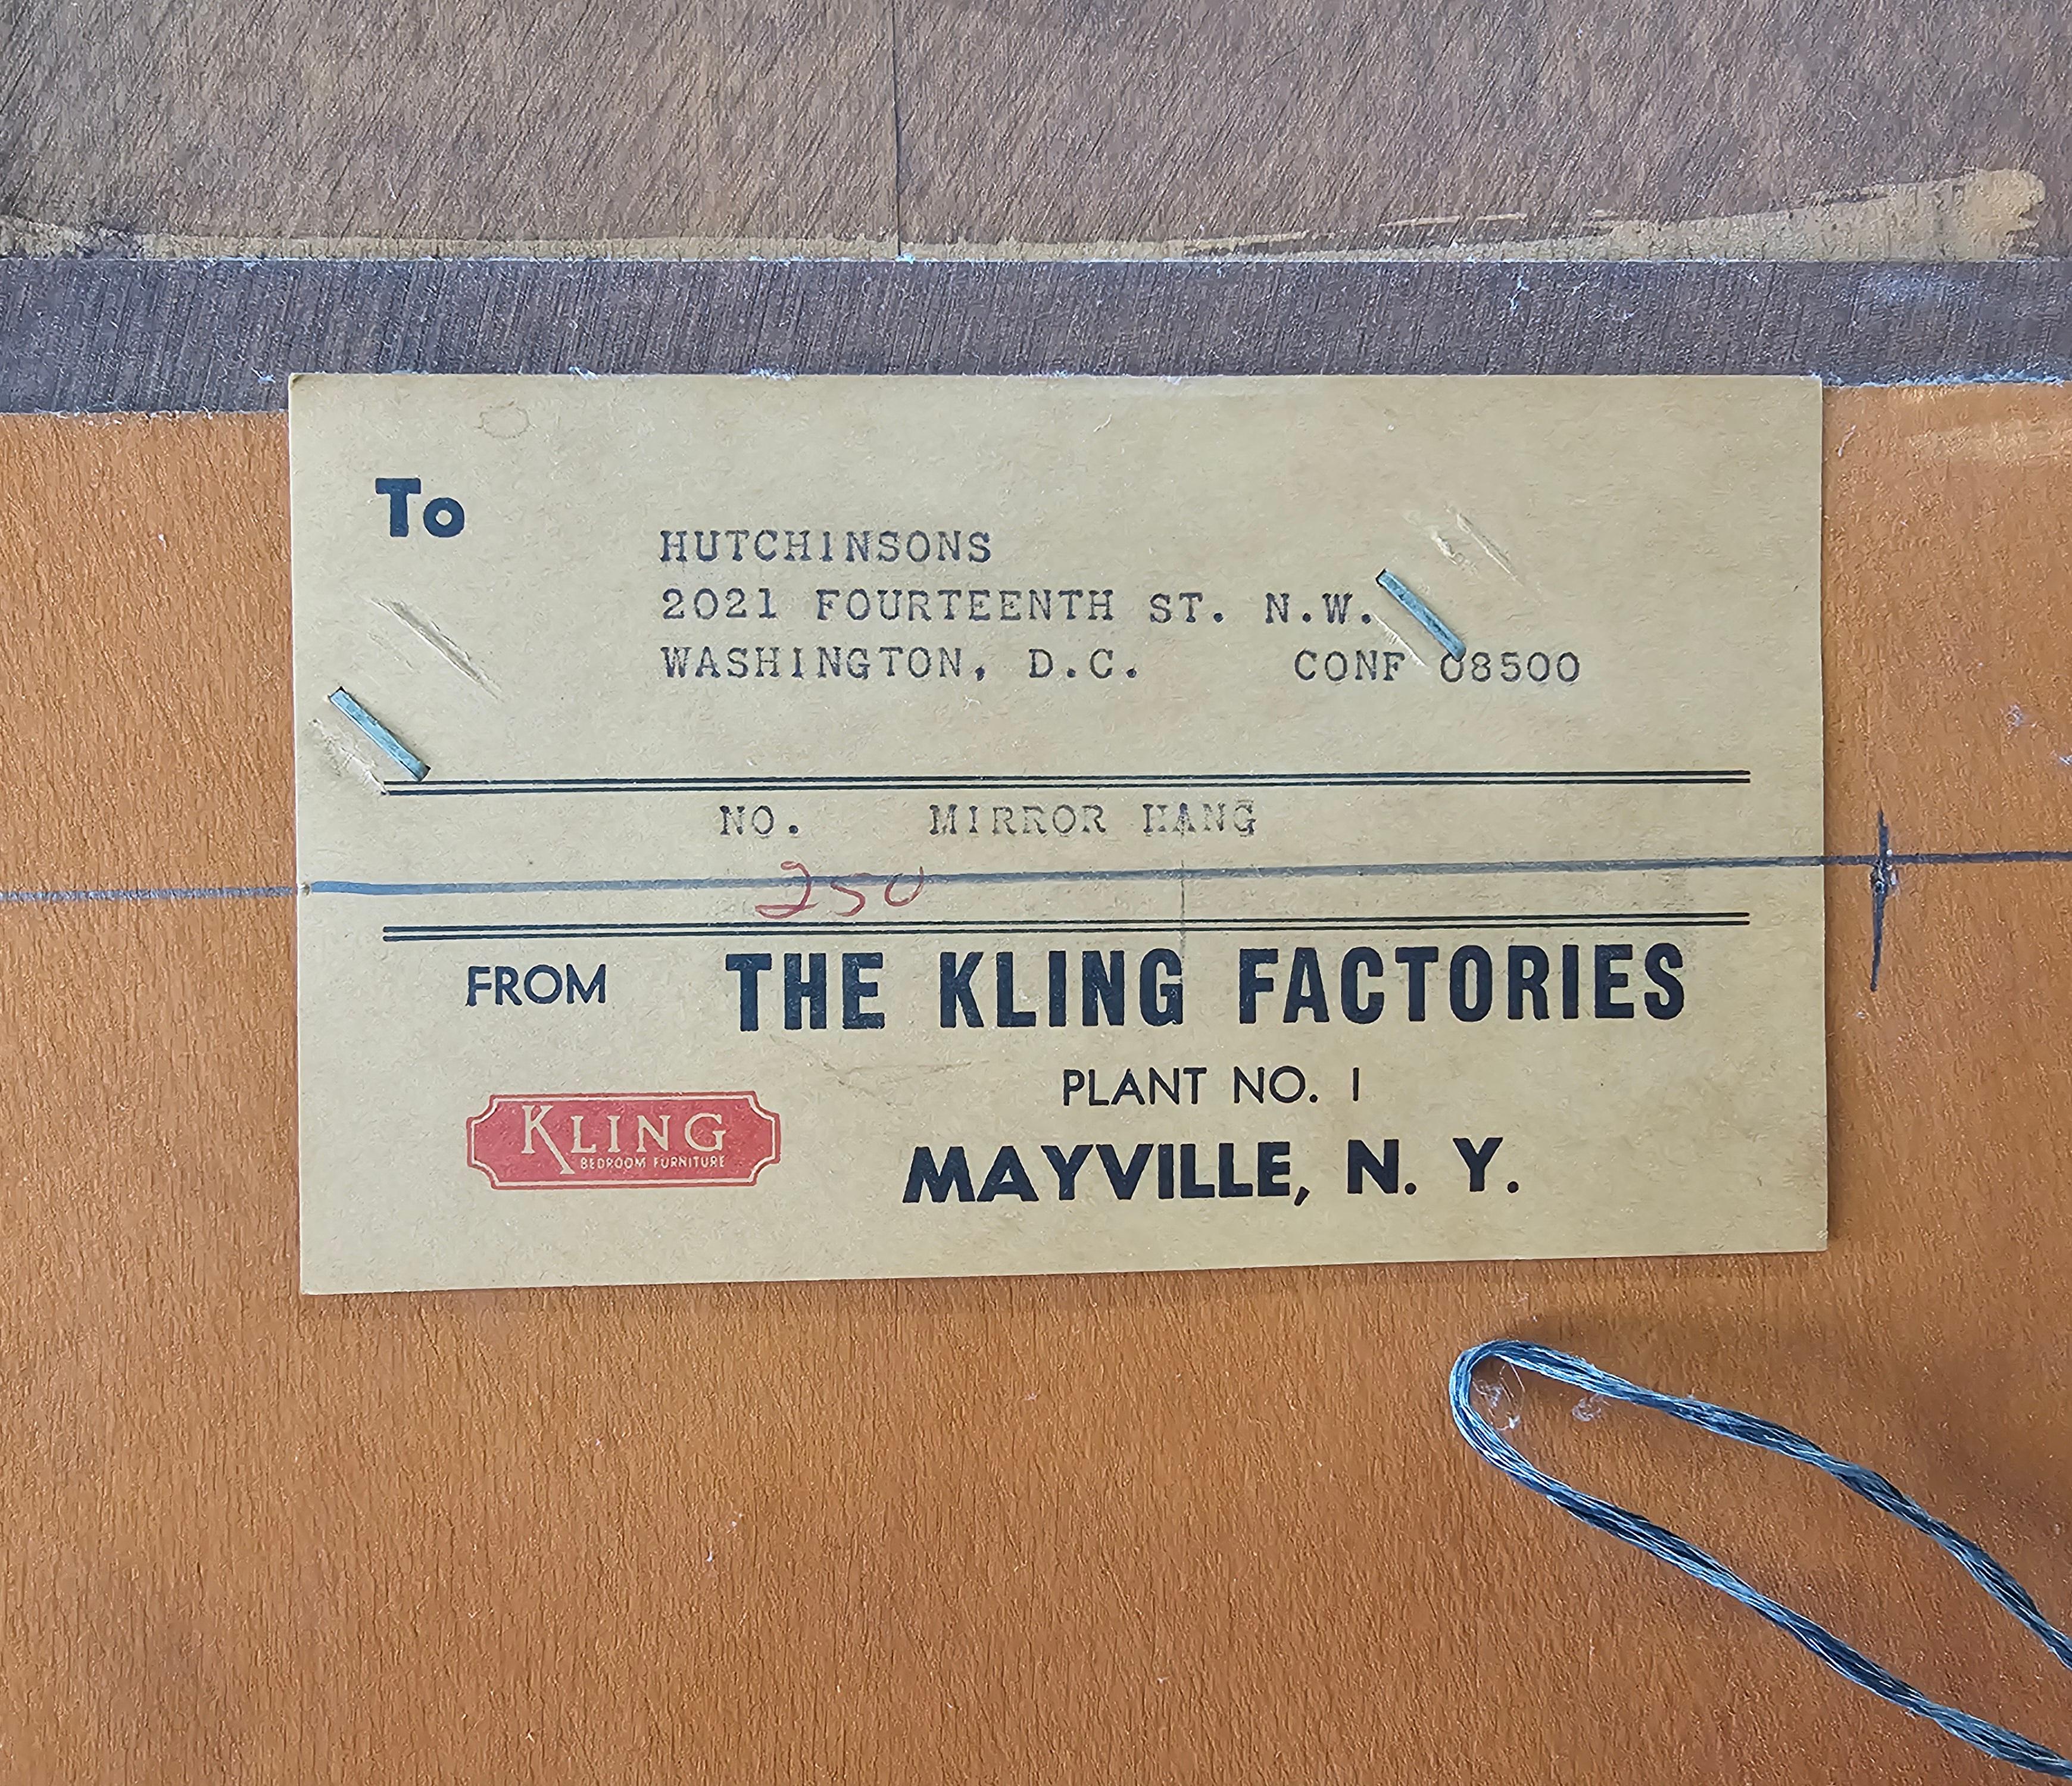 To
HUTCHINSONS
2021 FOURTEENTH ST. N.W.
WASHINGTON, D.C. CONF 08500
NO. MIRROR HANG
250
FROM THE KLING FACTORIES
PLANT NO. 1
KLING
BEDROOM FURNITURE
MAYVILLE, N. Y.